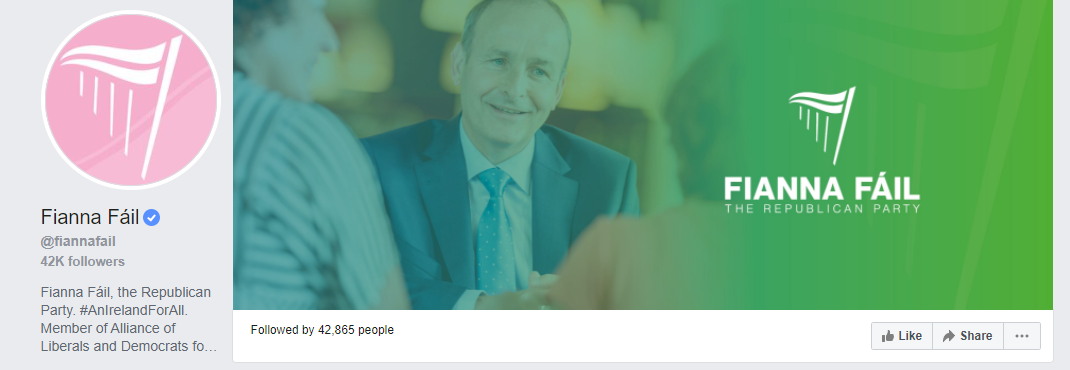 Fianna Fáil
@fiannafail
42K followers
Fianna Fáil, the Republican
Party. #AnIrelandForAll.
Member of Alliance of
Liberals and Democrats fo...
FIANNA FÁIL
THE REPUBLICAN PARTY
Followed by 42,865 people
Like
Share